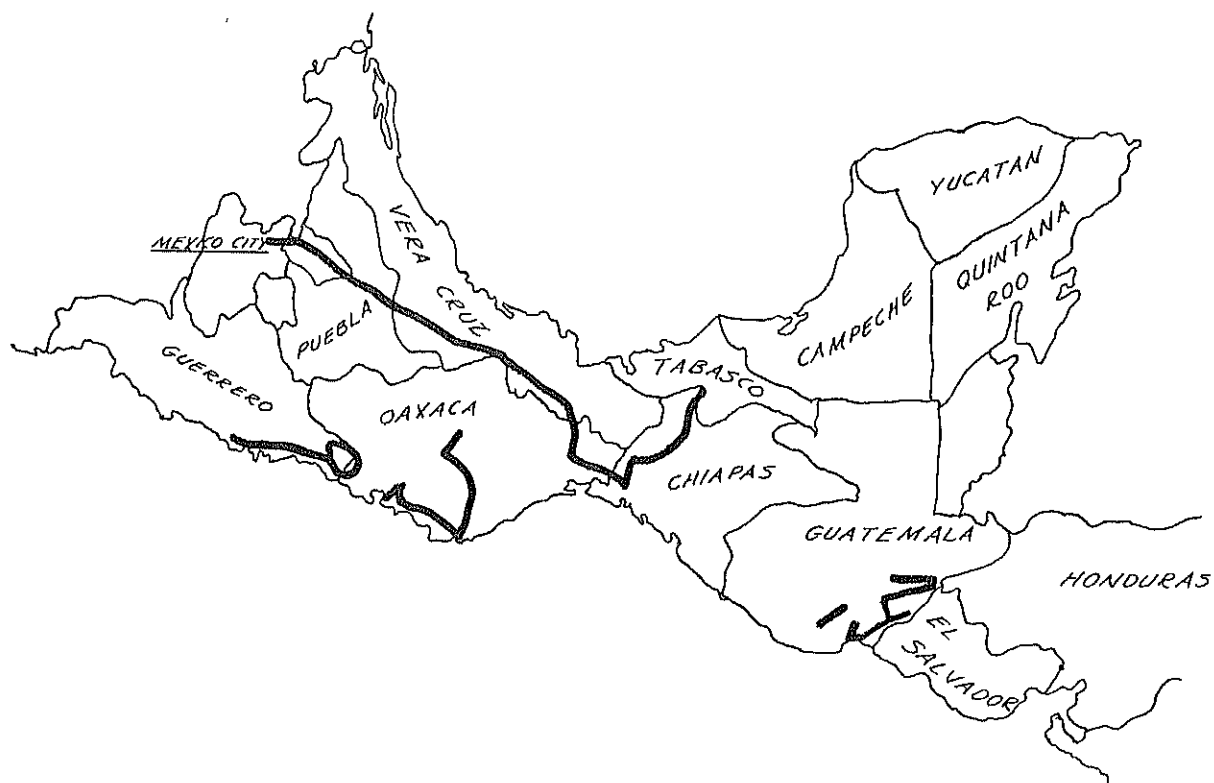 YUCATAN
VERA
CRUZ
MEXICO CITY
QUINTANA
ROO
CAMPECHE
PUEBLA
GUERRERO
TABASCO
OAXACA
CHIAPAS
GUATEMALA
HONDURAS
EL
SALVADOR